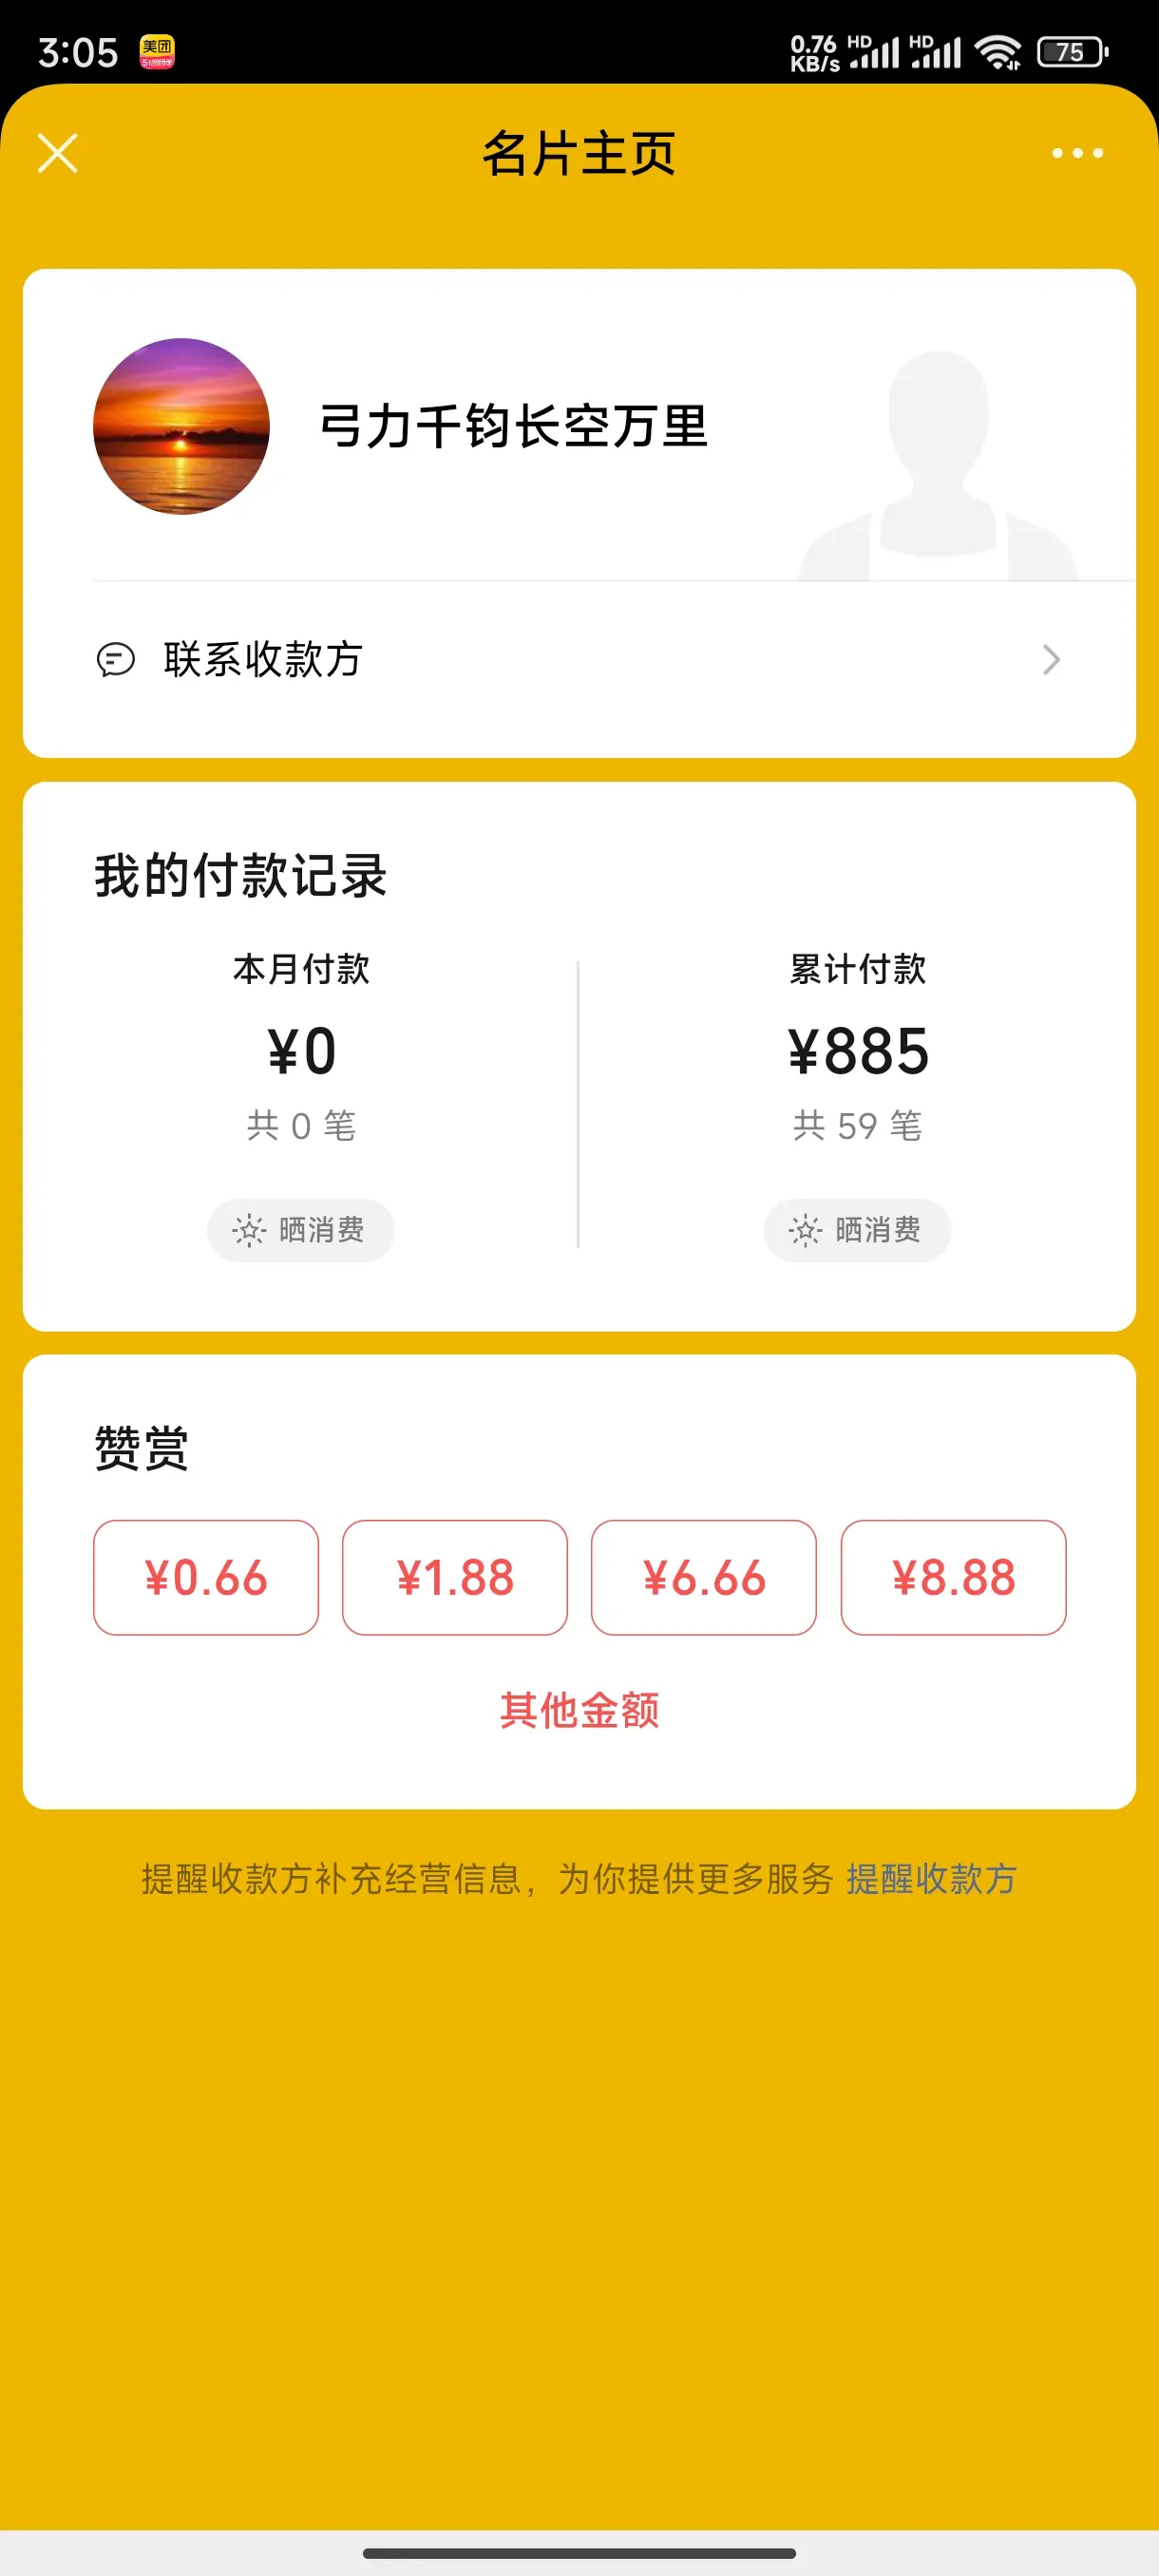 3:05
美团
0.76
KB/s
HD
HD
75
名片主页
弓力千钧长空万里
联系收款方
我的付款记录
本月付款
累计付款
¥0
¥885
共 0 笔
共 59 笔
晒消费
晒消费
赞赏
¥0.66
¥1.88
¥6.66
¥8.88
其他金额
提醒收款方补充经营信息，为你提供更多服务 提醒收款方